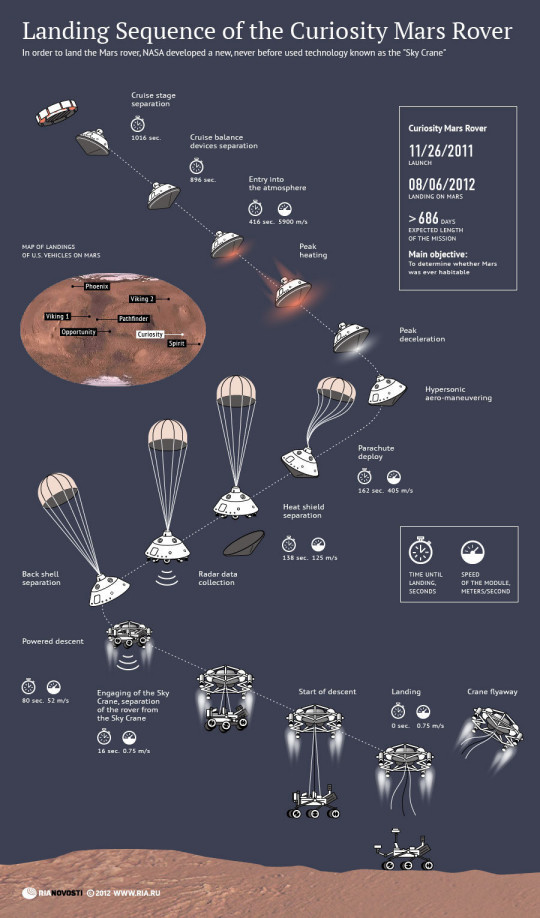 Landing Sequence of the Curiosity Mars Rover
In order to land the Mars rover, NASA developed a new, never before used technology known as the "Sky Crane"
Cruise stage
separation
1016 sec.
Cruise balance
devices separation
896 sec.
Entry into
the atmosphere
416 sec. 5900 m/s
Peak
heating
Peak
deceleration
Hypersonic
aero-maneuvering
Curiosity Mars Rover
11/26/2011
LAUNCH
08/06/2012
LANDING ON MARS
>686 DAYS
EXPECTED LENGTH
OF THE MISSION
Main objective:
To determine whether Mars
was ever habitable
MAP OF LANDINGS
OF U.S. VEHICLES ON MARS
Phoenix
Viking 2
Viking 1
Pathfinder
Opportunity
Curiosity
Spirit
Parachute
deploy
162 sec. 405 m/s
Heat shield
separation
138 sec. 125 m/s
Radar data
collection
Back shell
separation
TIME UNTIL
LANDING,
SECONDS
SPEED
OF THE MODULE,
METERS/SECOND
Powered descent
80 sec. 52 m/s
Engaging of the Sky
Crane, separation
of the rover from
the Sky Crane
16 sec. 0.75 m/s
Start of descent
Landing
0 sec. 0.75 m/s
Crane flyaway
RIANOVOSTI © 2012 WWW.RIA.RU